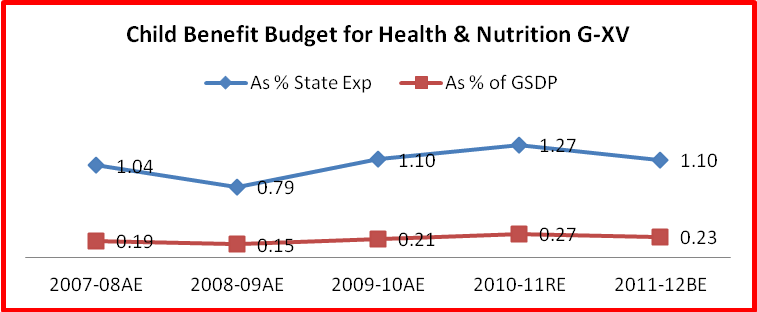 Child Benefit Budget for Health & Nutrition G-XV
As % State Exp As % of GSDP
1.04 0.79 1.10 1.27 1.10
0.19 0.15 0.21 0.27 0.23
2007-08AE 2008-09AE 2009-10AE 2010-11RE 2011-12BE